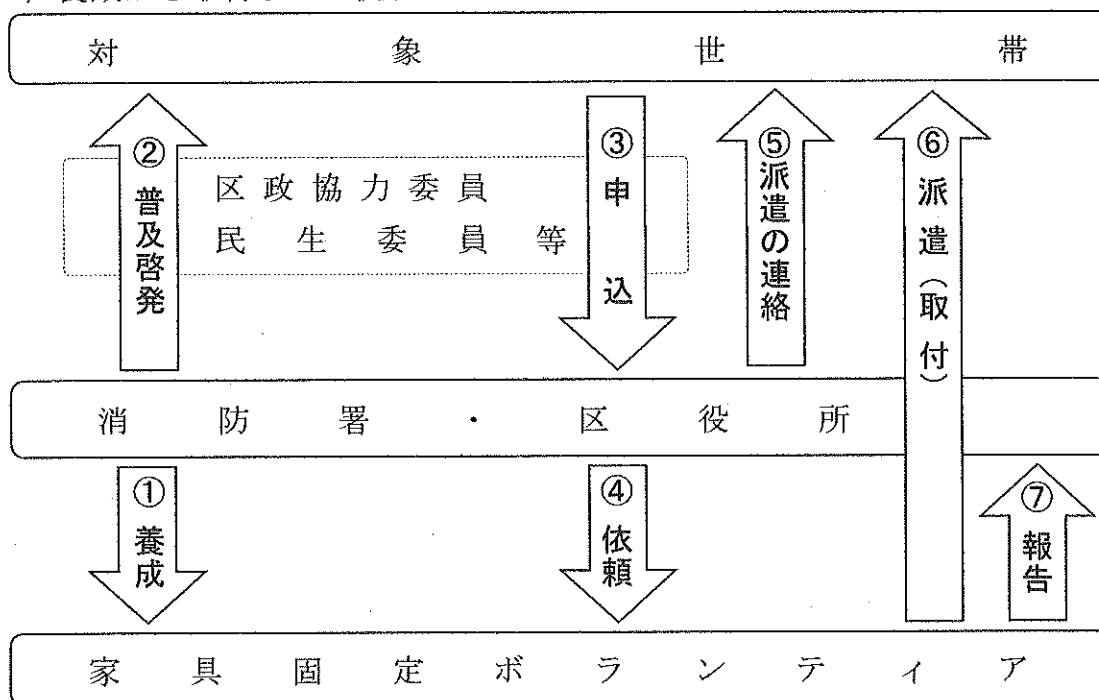 対象世帯
②普及啓発
区政協力委員
民生委員等
③申込
⑤派遣の連絡
⑥派遣（取付）
消防署・区役所
①養成
④依頼
⑦報告
家具固定ボランティア